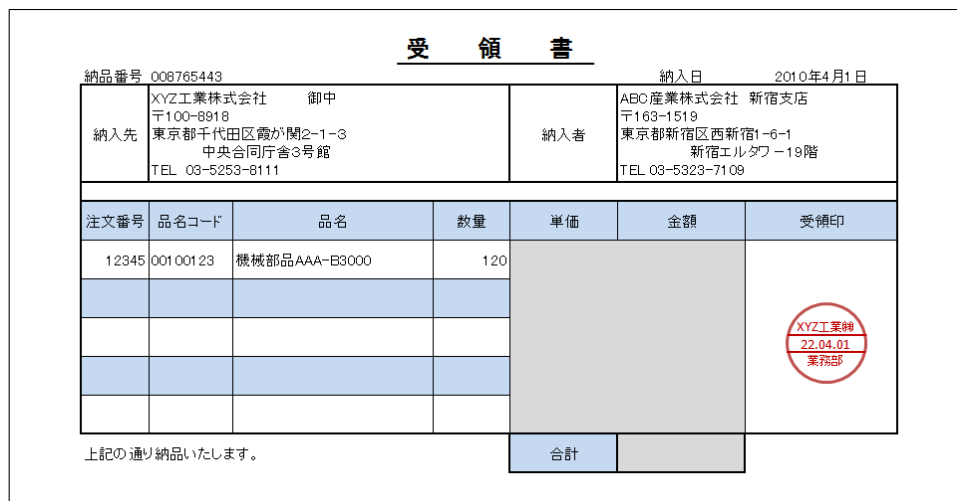 受 領 書
納品番号 008765443 納入日 2010年4月1日
納入先
XYZ工業株式会社 御中
〒100-8918
東京都千代田区霞が関2-1-3
中央合同庁舎3号館
TEL 03-5253-8111
納入者
ABC産業株式会社 新宿支店
〒163-1519
東京都新宿区西新宿1-6-1
新宿エルタワー19階
TEL 03-5323-7109
注文番号 品名コード 品名 数量 単価 金額 受領印
12345 00100123 機械部品AAA-B3000 120
XYZ工業㈱
22.04.01
業務部
上記の通り納品いたします。 合計